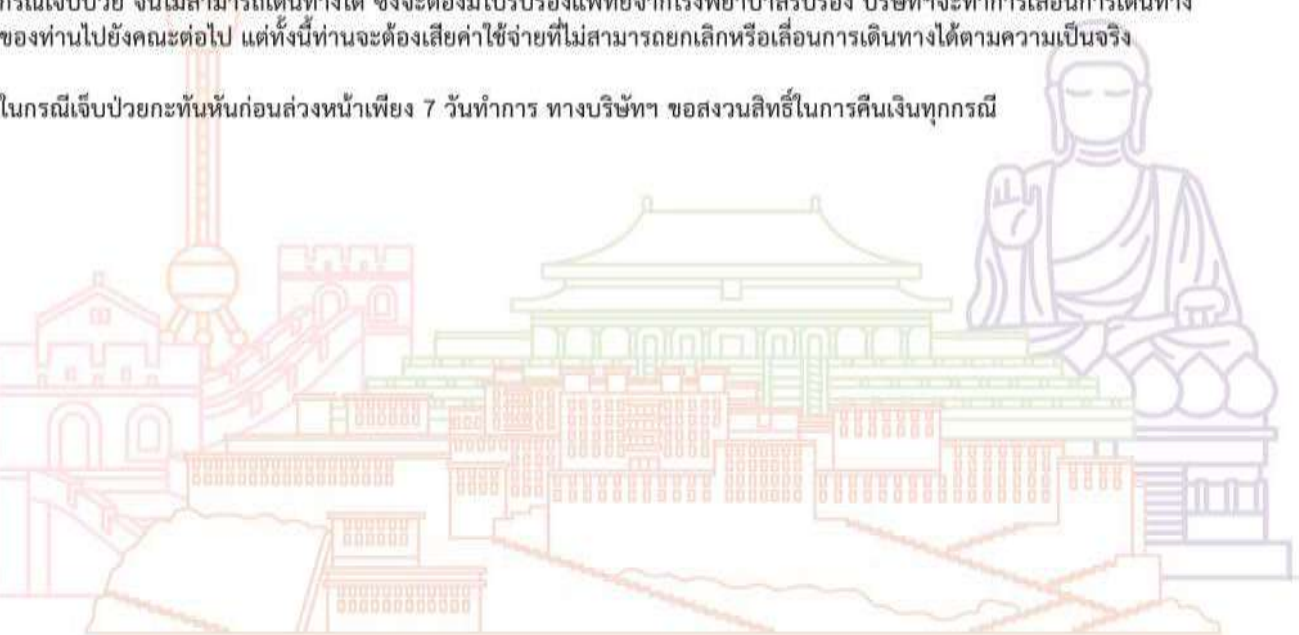 กรณีเจ็บป่วย จนไม่สามารถเดินทางได้ ซึ่งจะต้องมีใบรับรองแพทย์จากโรงพยาบาลรับรอง บริษัทฯจะทำการเลื่อนการเดินทาง
ของท่านไปยังคณะต่อไป แต่ทั้งนี้ท่านจะต้องเสียค่าใช้จ่ายที่ไม่สามารถยกเลิกหรือเลื่อนการเดินทางได้ตามความเป็นจริง
ในกรณีเจ็บป่วยกะทันหันก่อนล่วงหน้าเพียง 7 วันทำการ ทางบริษัทฯ ขอสงวนสิทธิ์ในการคืนเงินทุกกรณี